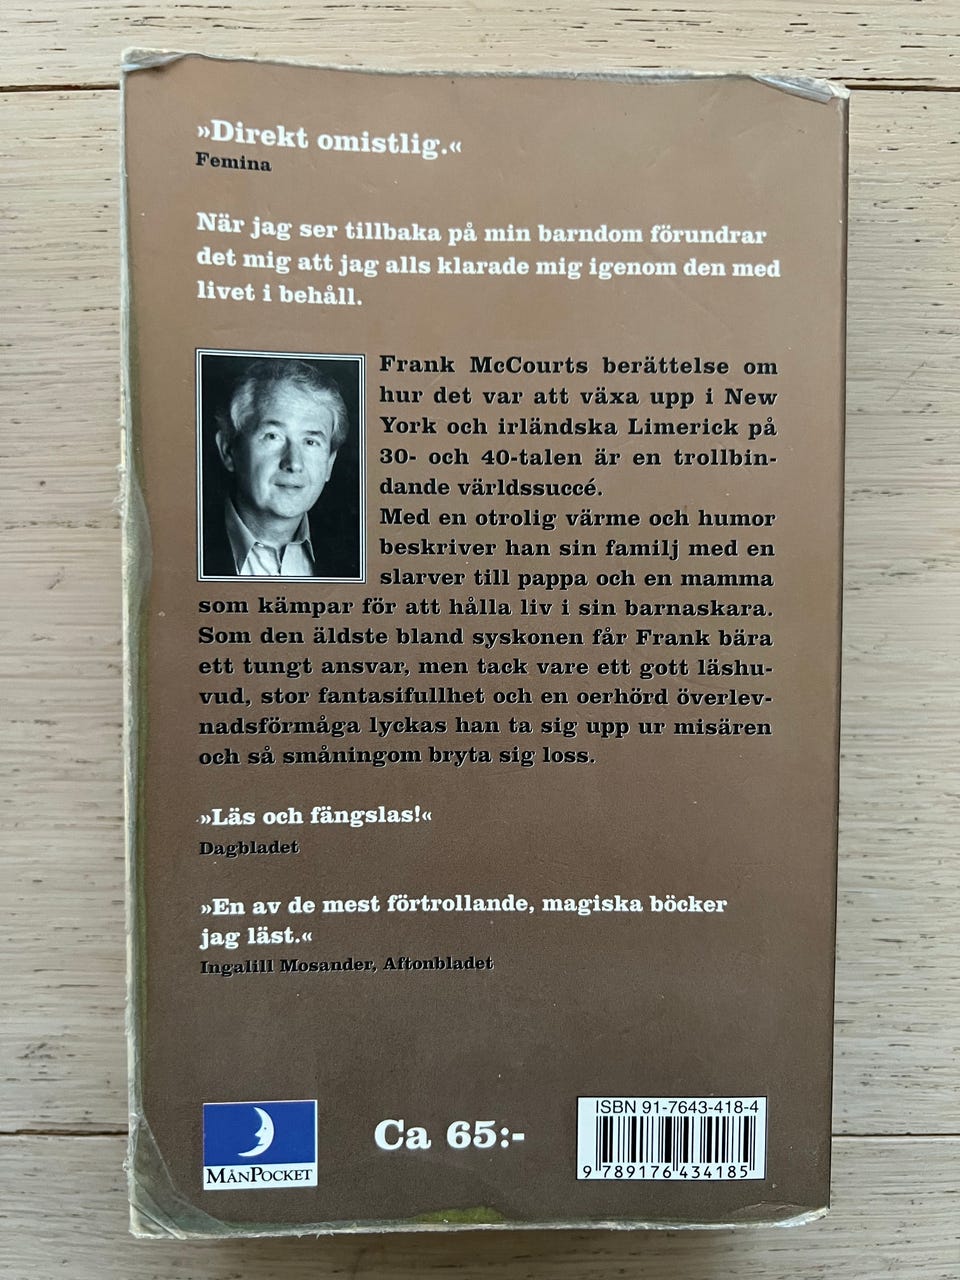 »Direkt omistlig.«
Femina
När jag ser tillbaka på min barndom förundrar
det mig att jag alls klarade mig igenom den med
livet i behåll.
Frank McCourts berättelse om
hur det var att växa upp i New
York och irländska Limerick på
30- och 40-talen är en trollbin-
dande världssuccé.
Med en otrolig värme och humor
beskriver han sin familj med en
slarver till pappa och en mamma
som kämpar för att hålla liv i sin barnaskara.
Som den äldste bland syskonen får Frank bära
ett tungt ansvar, men tack vare ett gott läshu-
vud, stor fantasifullhet och en oerhörd överlev-
nadsförmåga lyckas han ta sig upp ur misären
och så småningom bryta sig loss.
»Läs och fängslas!«
Dagbladet
»En av de mest förtrollande, magiska böcker
jag läst.«
Ingalill Mosander, Aftonbladet
MÅNPOCKET
Ca 65:-
ISBN 91-7643-418-4
9 789176 434185